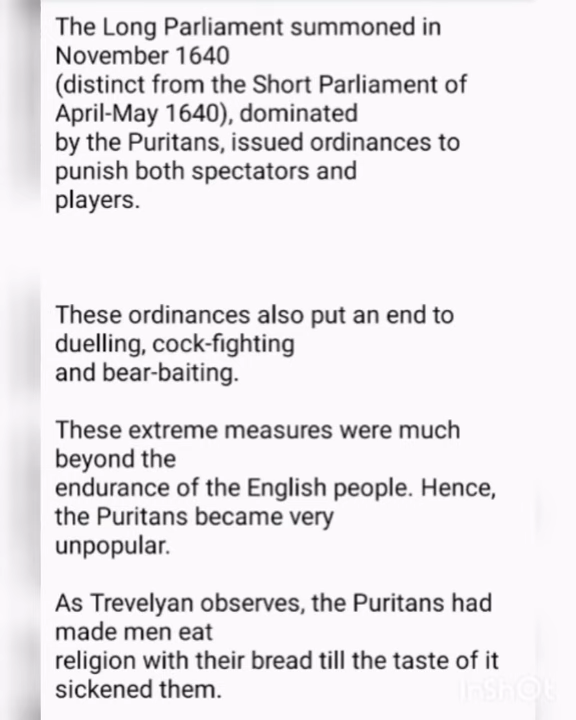 The Long Parliament summoned in
November 1640
(distinct from the Short Parliament of
April-May 1640), dominated
by the Puritans, issued ordinances to
punish both spectators and
players.
These ordinances also put an end to
duelling, cock-fighting
and bear-baiting.
These extreme measures were much
beyond the
endurance of the English people. Hence,
the Puritans became very
unpopular.
As Trevelyan observes, the Puritans had
made men eat
religion with their bread till the taste of it
sickened them.
InShOt